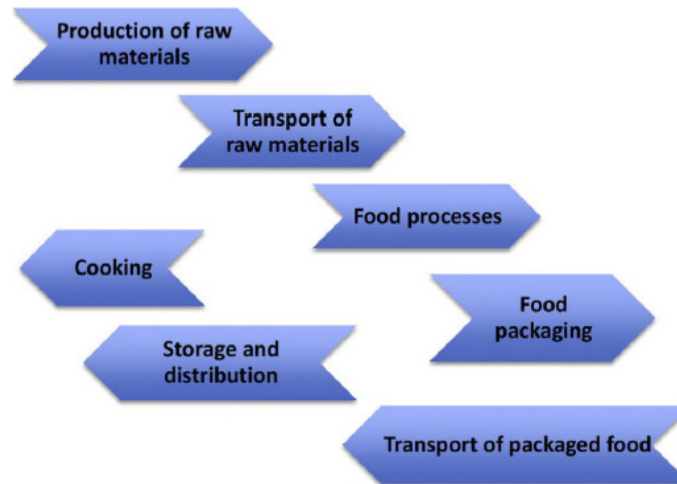 Production of raw
materials
Transport of
raw materials
Food processes
Cooking
Food
packaging
Storage and
distribution
Transport of packaged food